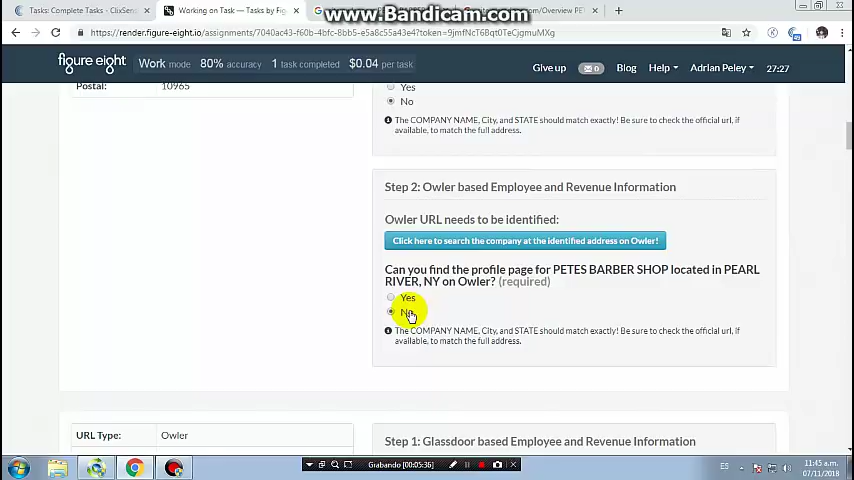 www.Bandicam.com
Tasks: Complete Tasks - ClixSen
Working on Task — Tasks by Fig
Overview PET
https://render.figure-eight.io/assignments/7040ac43-f60b-4bfc-8bb5-e5a8c55a43e4?token=9jmfNcT6Bqt0TeCjgmuMXg
figure eight
Work mode
80% accuracy
1 task completed
$0.04 per task
Give up
0
Blog
Help
Adrian Peley
27:27
Postal:
10965
Yes
No
The COMPANY NAME, City, and STATE should match exactly! Be sure to check the official url, if
available, to match the full address.
Step 2: Owler based Employee and Revenue Information
Owler URL needs to be identified:
Click here to search the company at the identified address on Owler!
Can you find the profile page for PETES BARBER SHOP located in PEARL
RIVER, NY on Owler? (required)
Yes
No
The COMPANY NAME, City, and STATE should match exactly! Be sure to check the official url, if
available, to match the full address.
URL Type:
Owler
Step 1: Glassdoor based Employee and Revenue Information
Grabando [00:05:36]
ES
11:45 a.m.
07/11/2018